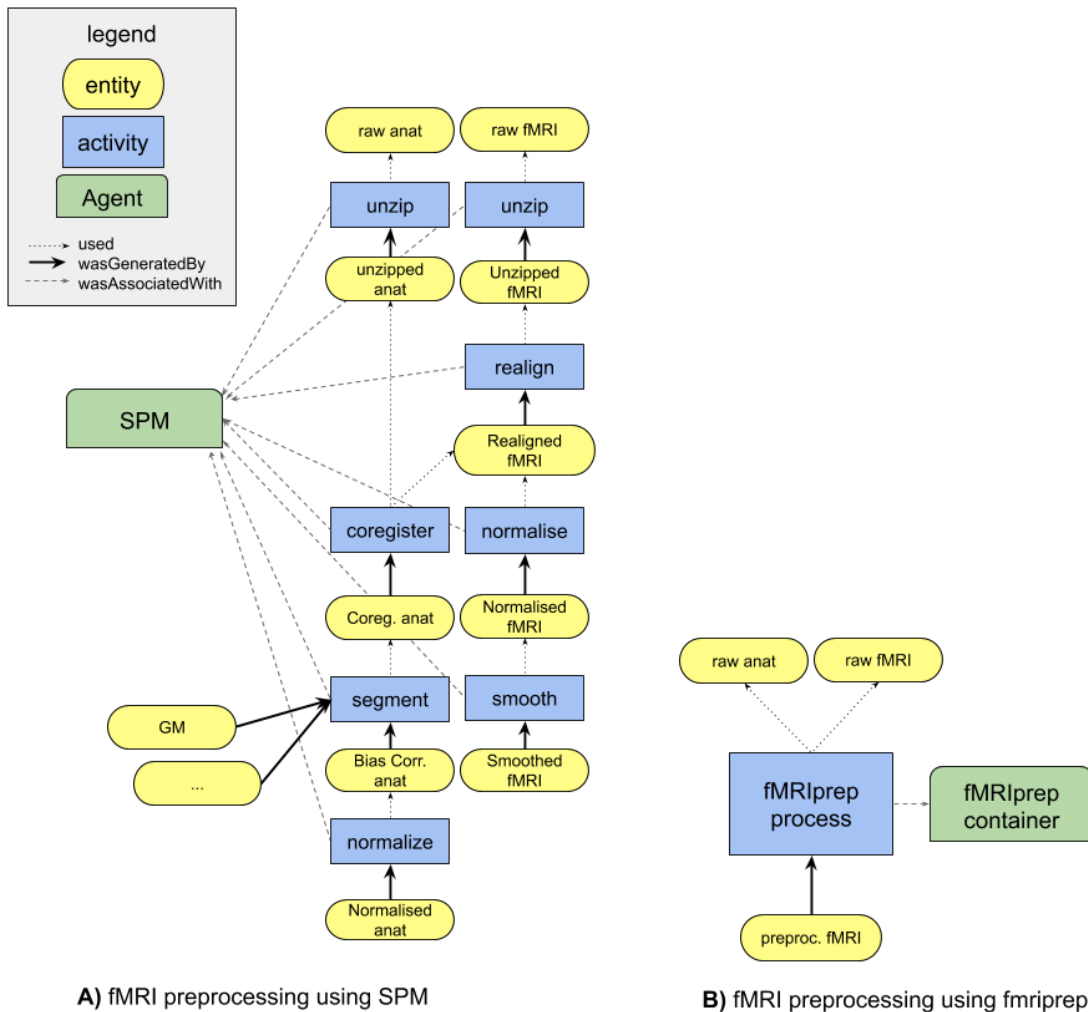 legend
entity
activity
Agent
used
wasGeneratedBy
wasAssociatedWith
raw anat
raw fMRI
unzip
unzip
unzipped
anat
Unzipped
fMRI
realign
SPM
Realigned
fMRI
coregister
normalise
Coreg. anat
Normalised
fMRI
segment
smooth
GM
...
Bias Corr.
anat
Smoothed
fMRI
normalize
Normalised
anat
A) fMRI preprocessing using SPM
raw anat
raw fMRI
fMRIprep
process
fMRIprep
container
preproc. fMRI
B) fMRI preprocessing using fmriprep